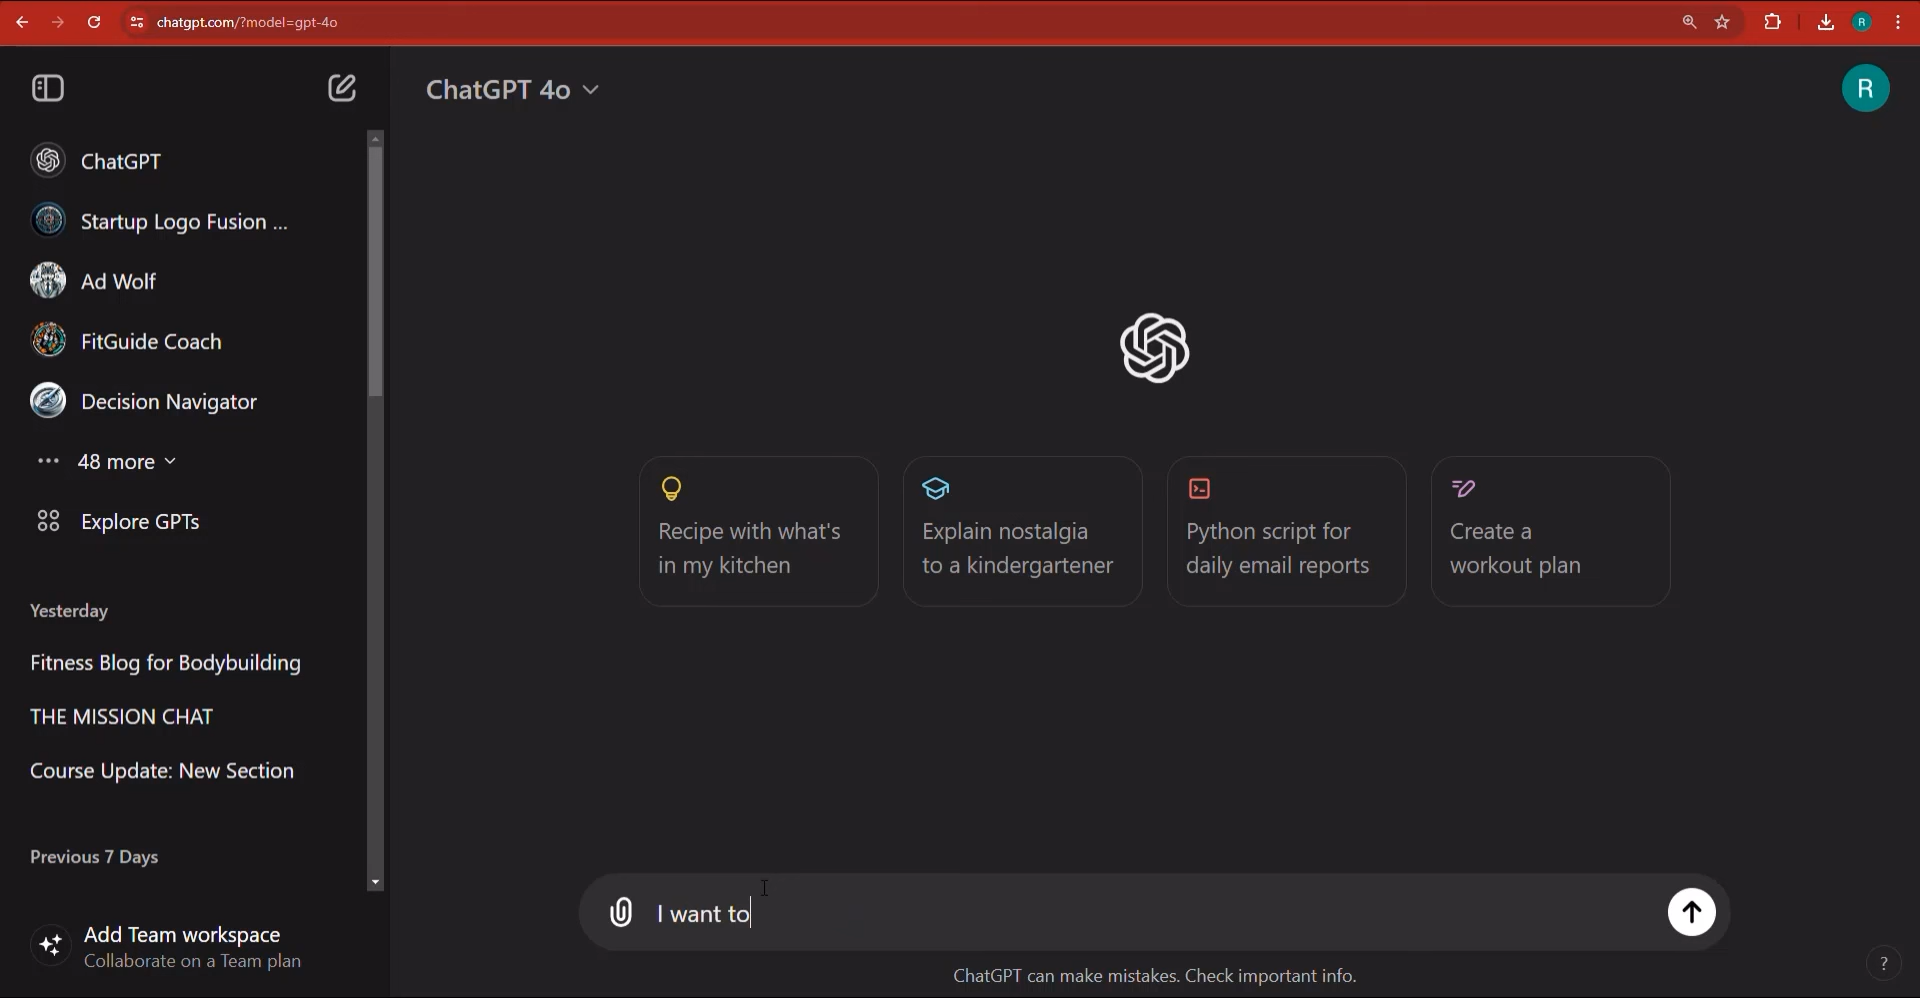 chatgpt.com/?model=gpt-4o
R
ChatGPT 4o
R
ChatGPT
Startup Logo Fusion ...
Ad Wolf
FitGuide Coach
Decision Navigator
48 more
Explore GPTs
Yesterday
Fitness Blog for Bodybuilding
THE MISSION CHAT
Course Update: New Section
Previous 7 Days
Add Team workspace
Collaborate on a Team plan
Recipe with what's
in my kitchen
Explain nostalgia
to a kindergartener
Python script for
daily email reports
Create a
workout plan
I want to
ChatGPT can make mistakes. Check important info.
?